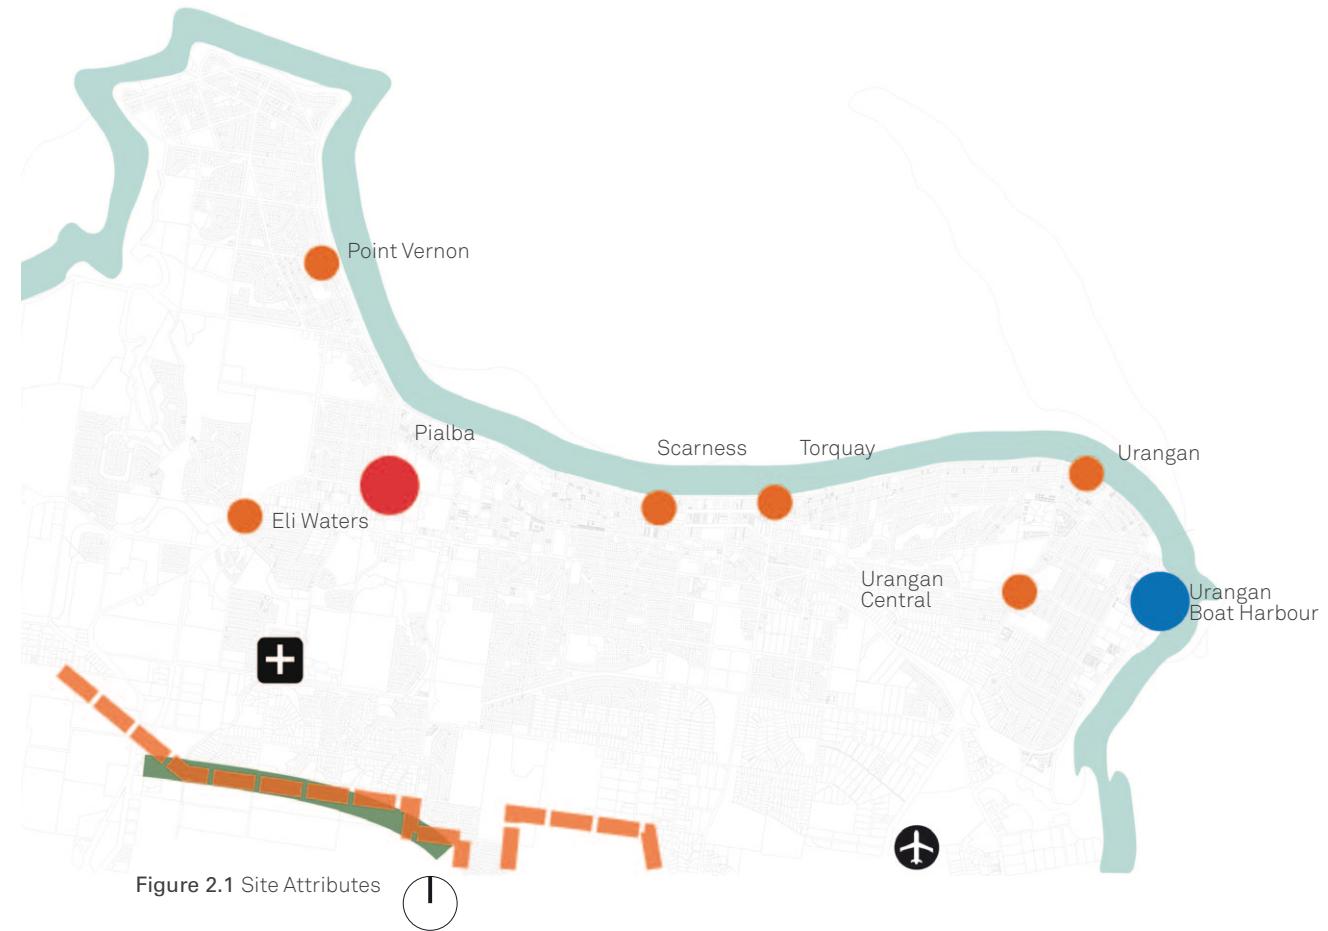 Point Vernon
Pialba
Scarness
Torquay
Urangan
Eli Waters
Urangan
Central
Urangan
Boat Harbour
Figure 2.1 Site Attributes